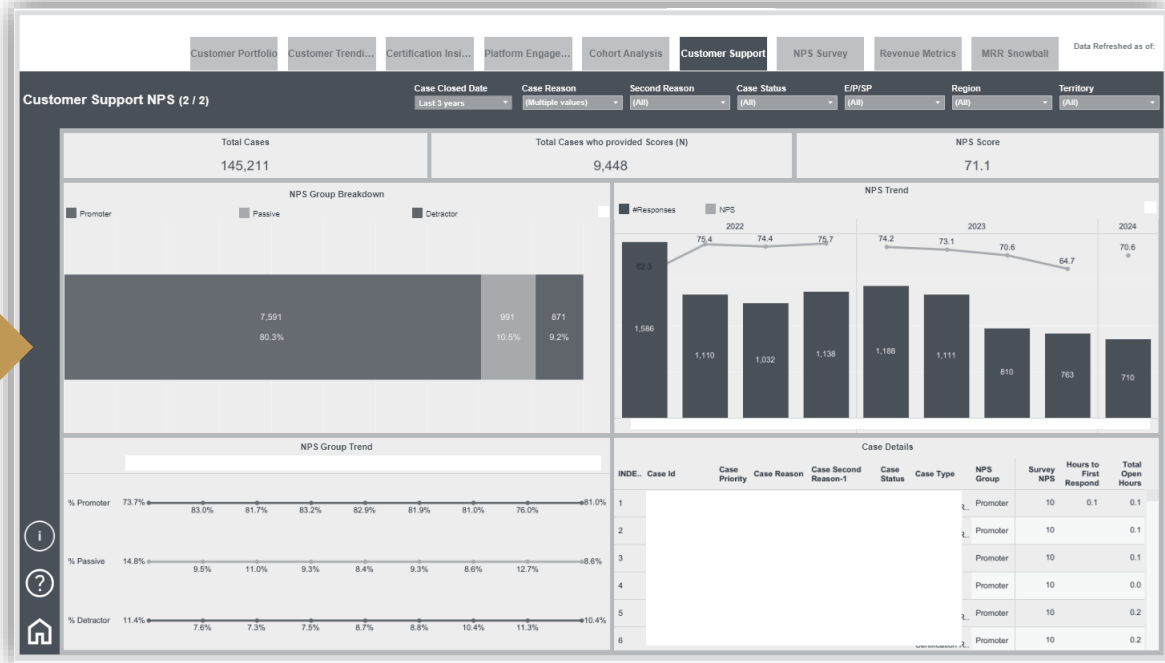 Customer Portfolio Customer Trendi... Certification Insi... Platform Engage... Cohort Analysis Customer Support NPS Survey Revenue Metrics MRR Snowball Data Refreshed as of:
Customer Support NPS (2 / 2)
Case Closed Date Case Reason Second Reason Case Status E/P/SP Region Territory
Last 3 years (Multiple values) (All) (All) (All) (All) (All)
Total Cases
145,211
Total Cases who provided Scores (N)
9,448
NPS Score
71.1
NPS Group Breakdown
Promoter Passive Detractor
7,591 991 871
80.3% 10.5% 9.2%
NPS Trend
#Responses NPS
2022 2023 2024
62.3 75.4 74.4 75.7 74.2 73.1 70.6 64.7 70.6
1,586 1,110 1,032 1,138 1,188 1,111 810 763 710
NPS Group Trend
% Promoter 73.7% 83.0% 81.7% 83.2% 82.9% 81.9% 81.0% 76.0% 81.0%
% Passive 14.8% 9.5% 11.0% 9.3% 8.4% 9.3% 8.6% 12.7% 8.6%
% Detractor 11.4% 7.6% 7.3% 7.5% 8.7% 8.8% 10.4% 11.3% 10.4%
Case Details
INDE.. Case Id Case Priority Case Reason Case Second Reason-1 Case Status Case Type NPS Group Survey NPS Hours to First Respond Total Open Hours
1 R.. Promoter 10 0.1 0.1
2 R.. Promoter 10 0.1
3 Promoter 10 0.1
4 Promoter 10 0.0
5 R.. Promoter 10 0.2
6 Promoter 10 0.2